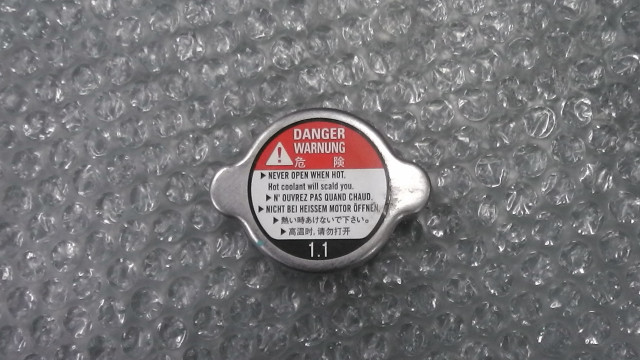 DANGER
WARNUNG
危 険
▶ NEVER OPEN WHEN HOT.
Hot coolant will scald you.
▶ N' OUVREZ PAS QUAND CHAUD.
▶ NICHT BEI HEISSEM MOTOR ÖFFNEN.
▶ 熱い時あけないで下さい。
▶ 高温时,请勿打开
1.1